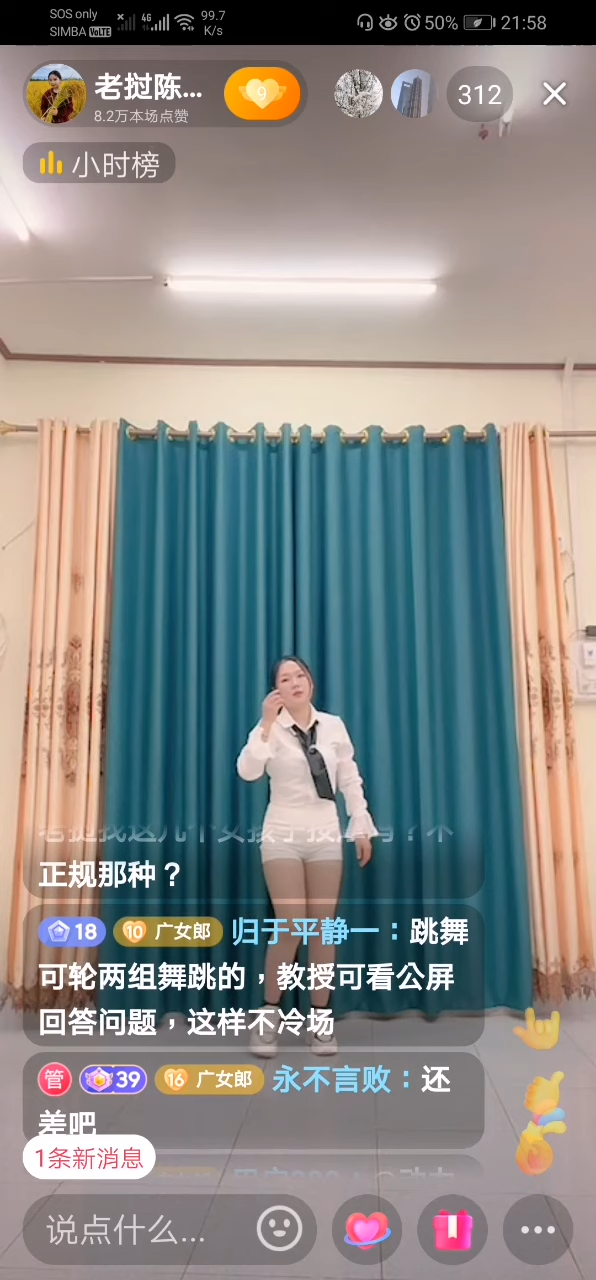 SOS only
SIMBA VoLTE
4G
99.7
K/s
50%
21:58
老挝陈...
8.2万本场点赞
9
312
小时榜
正规那种？
18 10 广女郎 归于平静一：跳舞
可轮两组舞跳的，教授可看公屏
回答问题，这样不冷场
管 39 16 广女郎 永不言败：还
差吧
1条新消息
说点什么...